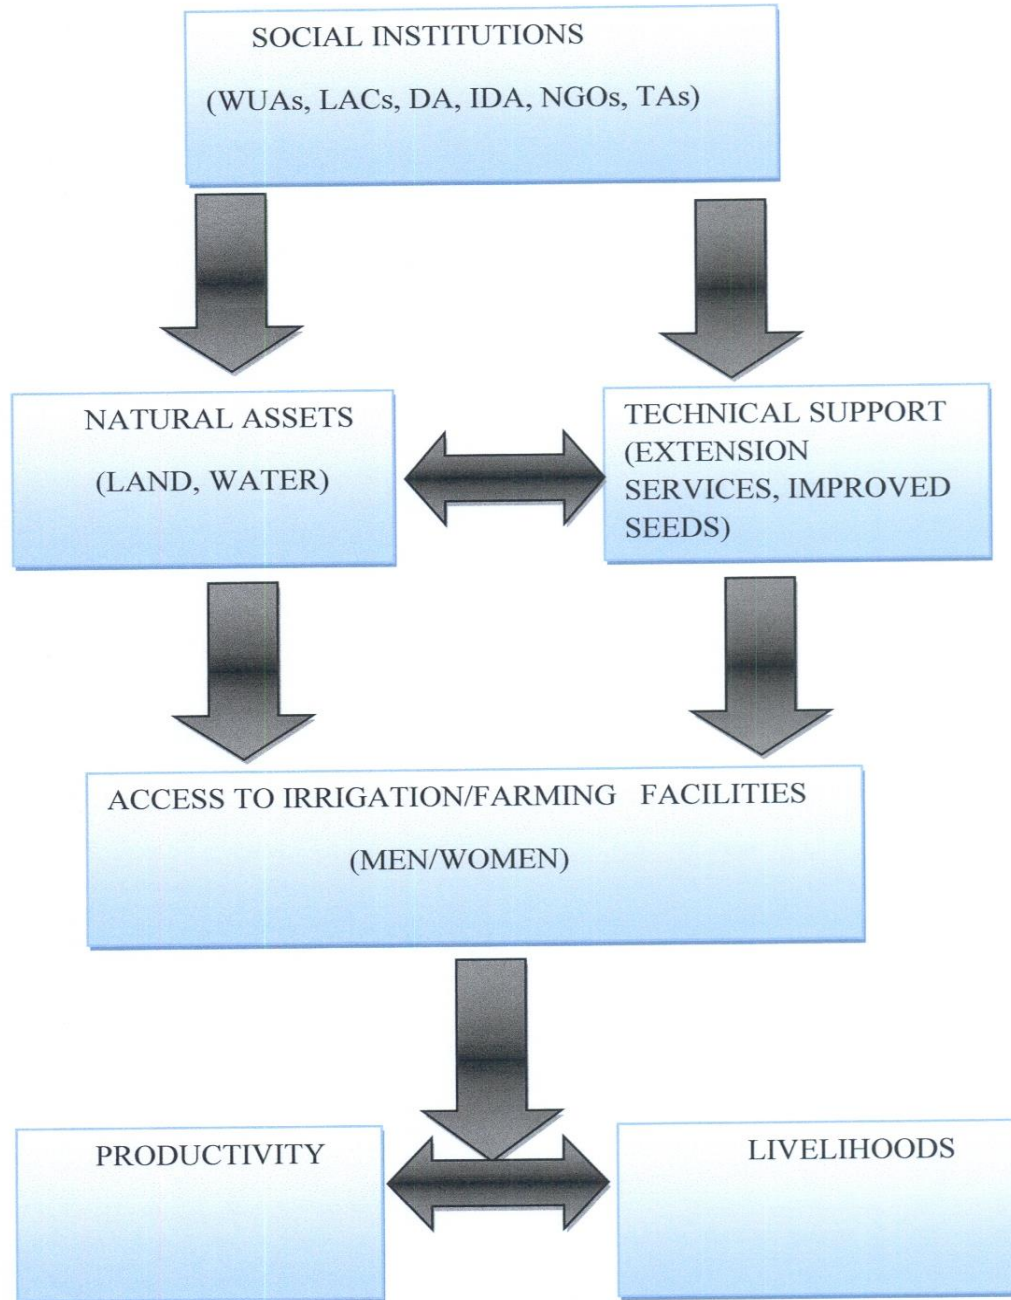 SOCIAL INSTITUTIONS
(WUAs, LACs, DA, IDA, NGOs, TAs)
NATURAL ASSETS
(LAND, WATER)
TECHNICAL SUPPORT
(EXTENSION
SERVICES, IMPROVED
SEEDS)
ACCESS TO IRRIGATION/FARMING FACILITIES
(MEN/WOMEN)
PRODUCTIVITY
LIVELIHOODS